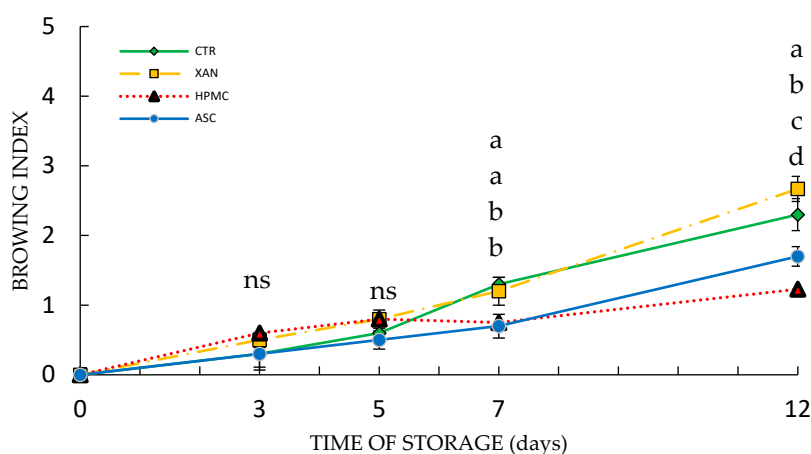 5
4
3
2
1
0
BROWING INDEX
CTR
XAN
HPMC
ASC
ns
ns
a
a
b
b
a
b
c
d
0
3
5
7
12
TIME OF STORAGE (days)